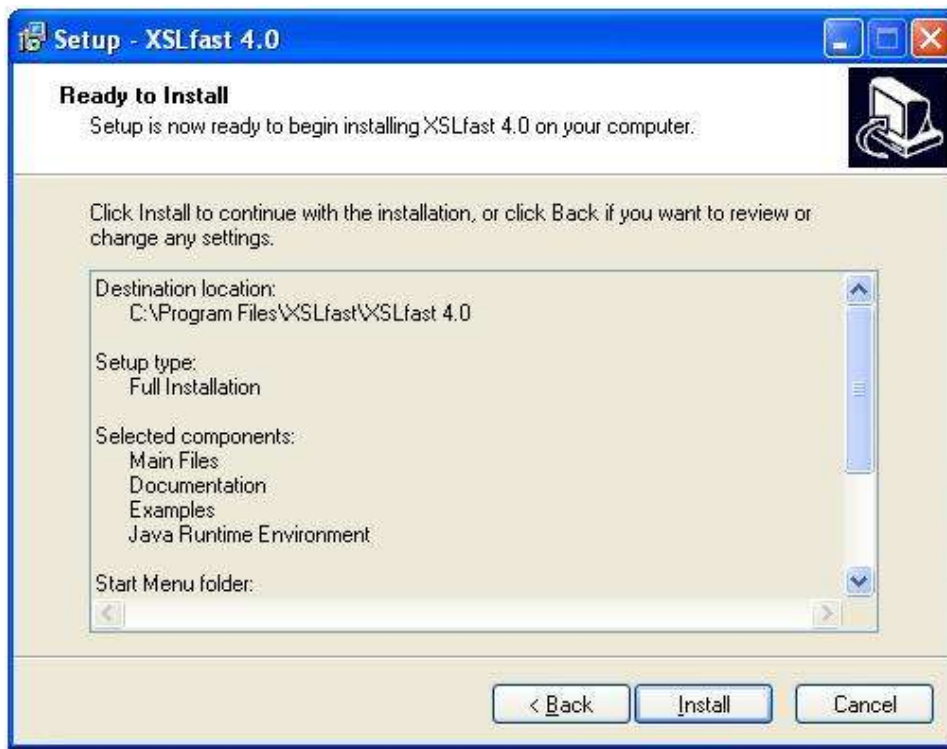 Setup - XSLfast 4.0
Ready to Install
Setup is now ready to begin installing XSLfast 4.0 on your computer.
Click Install to continue with the installation, or click Back if you want to review or
change any settings.
Destination location:
C:\Program Files\XSLfast\XSLfast 4.0
Setup type:
Full Installation
Selected components:
Main Files
Documentation
Examples
Java Runtime Environment
Start Menu folder:
< Back
Install
Cancel